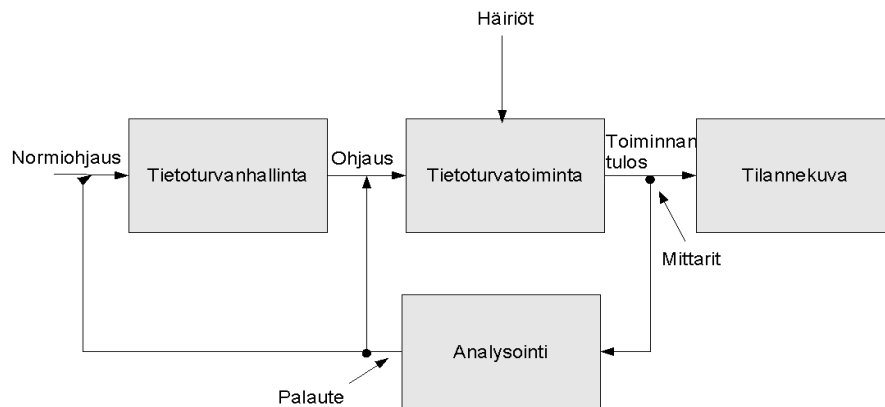 Häiriöt
Normiohjaus
Tietoturvanhallinta
Ohjaus
Tietoturvatoiminta
Toiminnan
tulos
Tilannekuva
Mittarit
Analysointi
Palaute